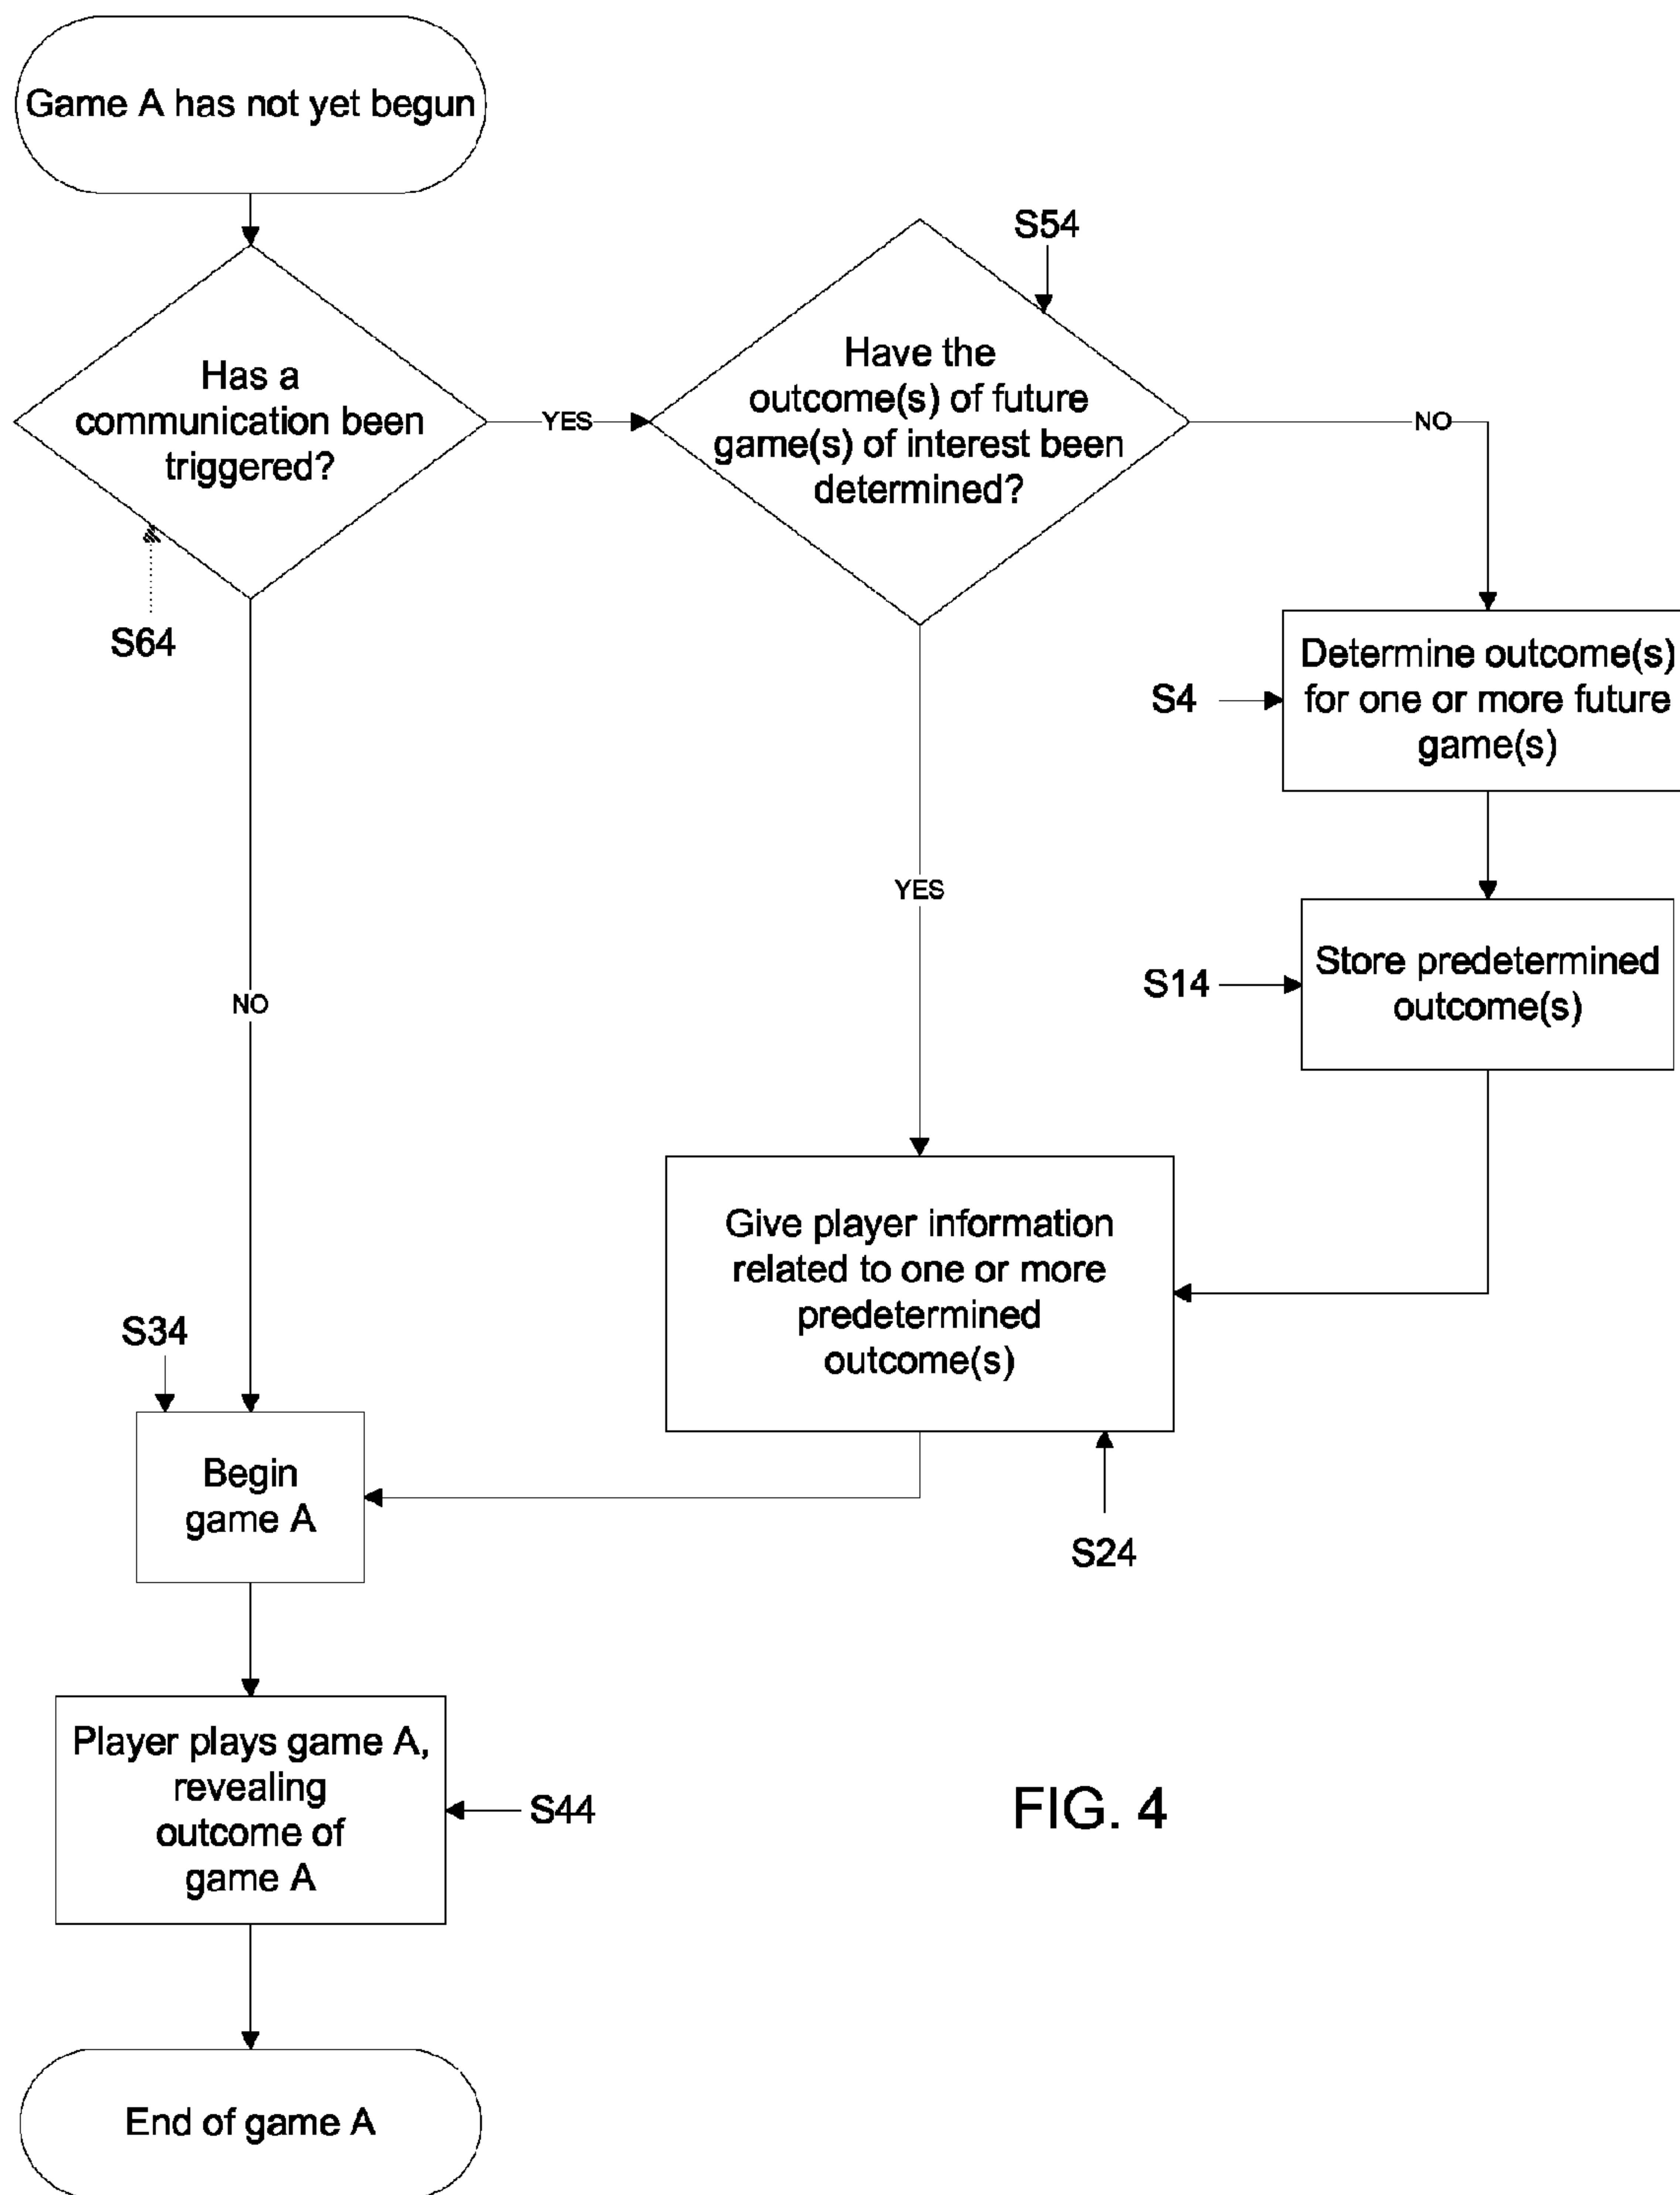 Game A has not yet begun
S54
Has a
communication been
triggered?
YES
Have the
outcome(s) of future
game(s) of interest been
determined?
NO
S64
S4
Determine outcome(s)
for one or more future
game(s)
YES
S14
Store predetermined
outcome(s)
NO
Give player information
related to one or more
predetermined
outcome(s)
S34
Begin
game A
S24
Player plays game A,
revealing
outcome of
game A
S44
FIG. 4
End of game A